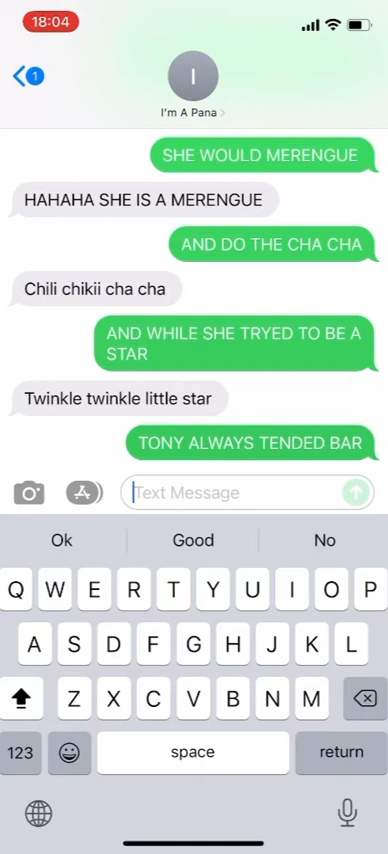 18:04
1
I
I'm A Pana
SHE WOULD MERENGUE
HAHAHA SHE IS A MERENGUE
AND DO THE CHA CHA
Chili chikii cha cha
AND WHILE SHE TRYED TO BE A
STAR
Twinkle twinkle little star
TONY ALWAYS TENDED BAR
Text Message
Ok Good No
Q W E R T Y U I O P
A S D F G H J K L
Z X C V B N M
123 space return